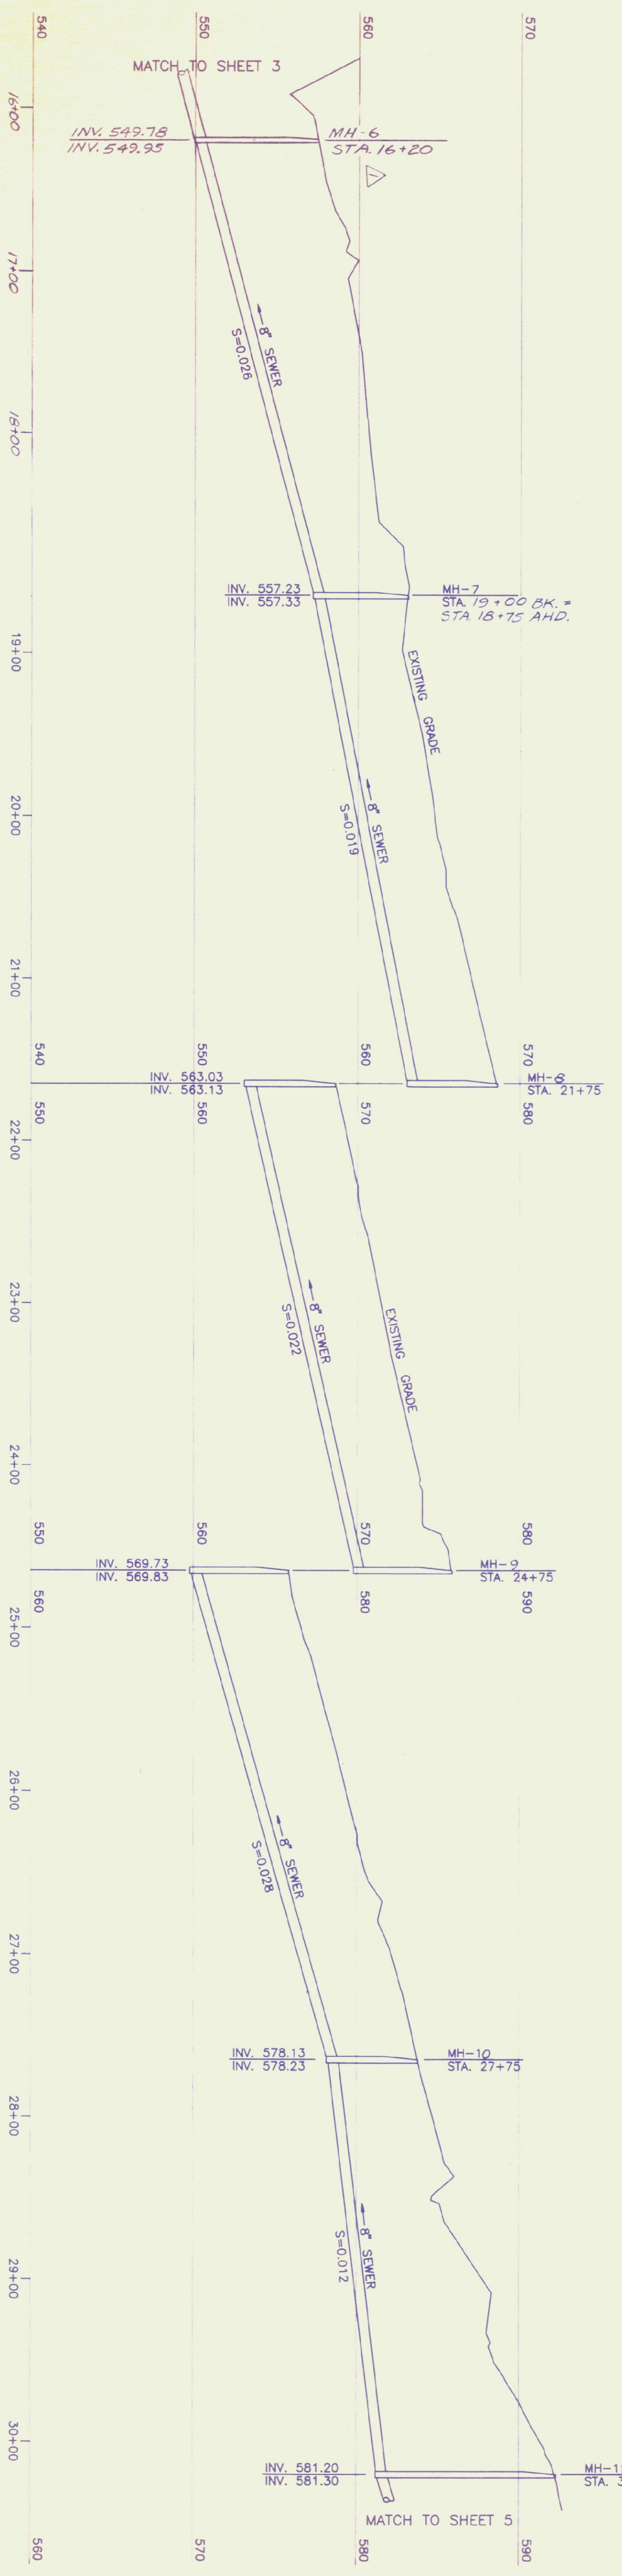 540
550
560
570
MATCH TO SHEET 3
16+00
INV. 549.78
INV. 549.95
MH-6
STA. 16+20
1
17+00
8" SEWER
S=0.026
18+00
INV. 557.23
INV. 557.33
MH-7
STA. 19+00 BK. =
STA. 18+75 AHD.
19+00
EXISTING GRADE
8" SEWER
S=0.019
20+00
21+00
540
550
560
570
INV. 563.03
INV. 563.13
MH-8
STA. 21+75
550
560
570
580
22+00
23+00
8" SEWER
S=0.022
EXISTING GRADE
24+00
550
560
570
580
INV. 569.73
INV. 569.83
MH-9
STA. 24+75
560
580
590
25+00
26+00
8" SEWER
S=0.028
27+00
INV. 578.13
INV. 578.23
MH-10
STA. 27+75
28+00
8" SEWER
S=0.012
29+00
30+00
INV. 581.20
INV. 581.30
MATCH TO SHEET 5
560
570
580
590